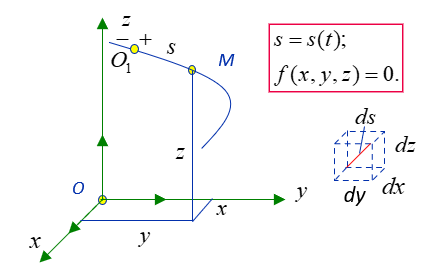 z
− +
s
O₁
M
s = s(t);
f(x, y, z) = 0.
ds
dz
z
dx
dy
O
y
x
x
y